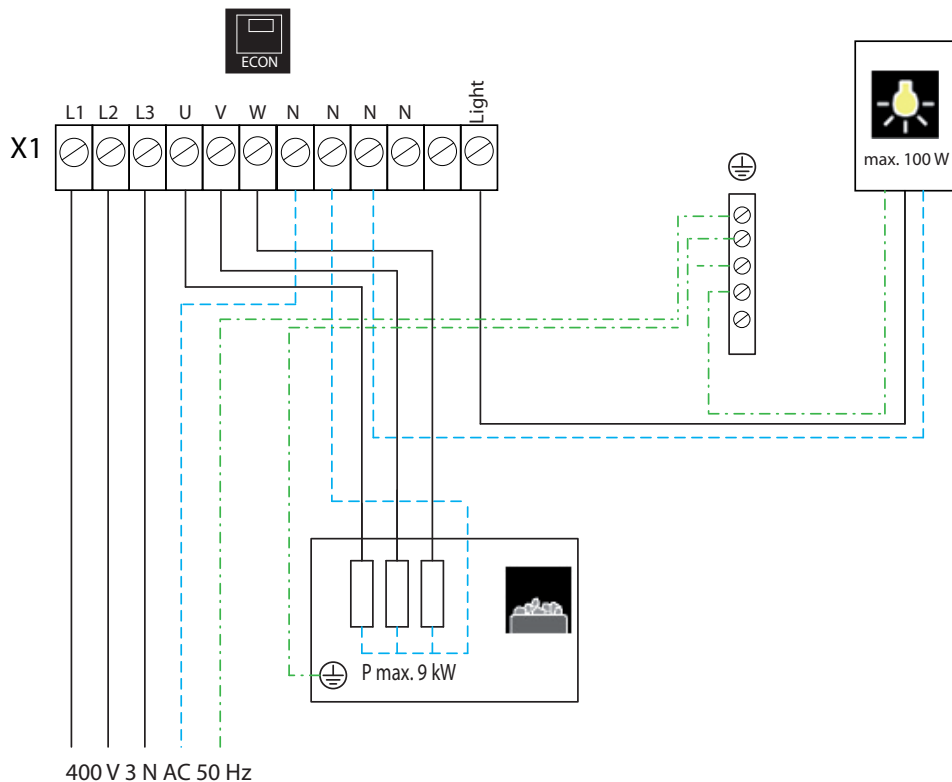 ECON
L1 L2 L3 U V W N N N N Light
X1
max. 100 W
P max. 9 kW
400 V 3 N AC 50 Hz